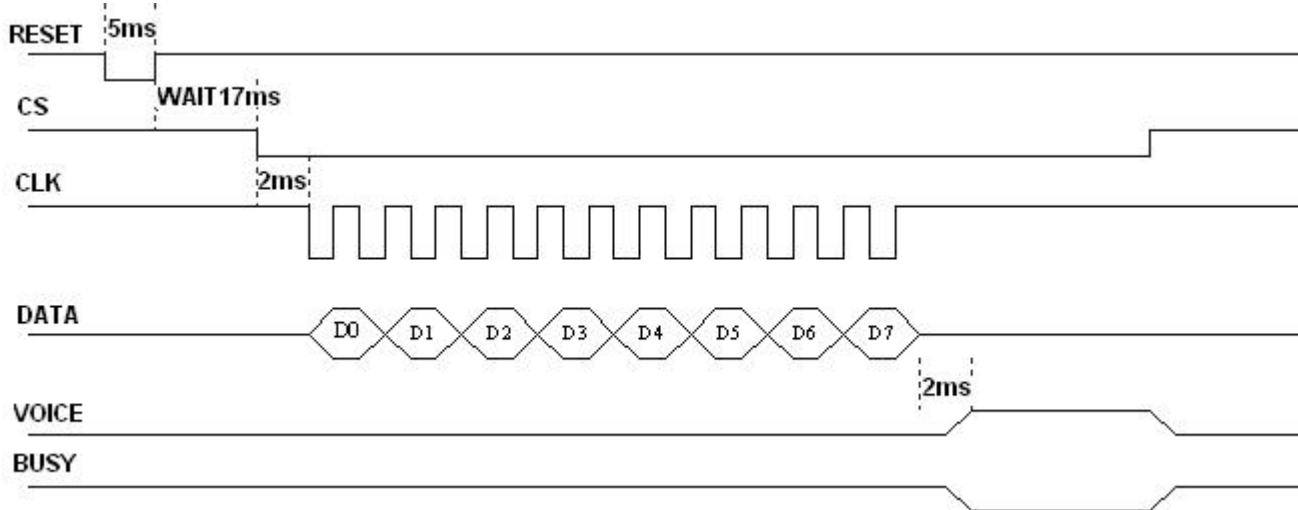 RESET
5ms
WAIT17ms
CS
CLK
2ms
DATA
D0 D1 D2 D3 D4 D5 D6 D7
2ms
VOICE
BUSY